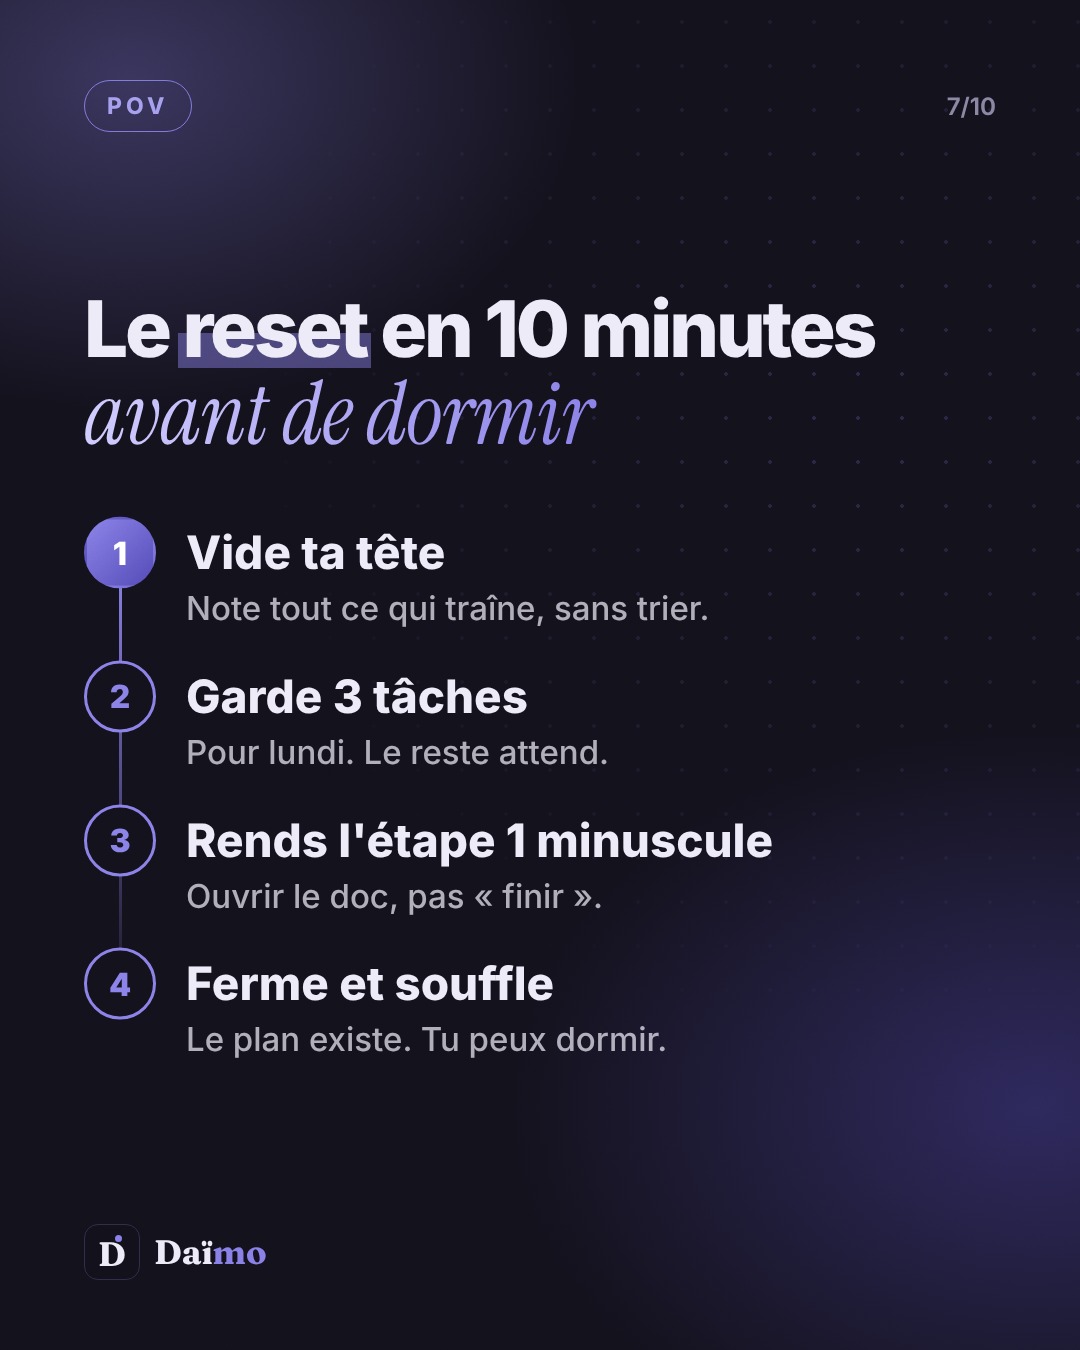 POV
7/10
Le reset en 10 minutes
avant de dormir
1
Vide ta tête
Note tout ce qui traîne, sans trier.
2
Garde 3 tâches
Pour lundi. Le reste attend.
3
Rends l'étape 1 minuscule
Ouvrir le doc, pas « finir ».
4
Ferme et souffle
Le plan existe. Tu peux dormir.
D
Daïmo